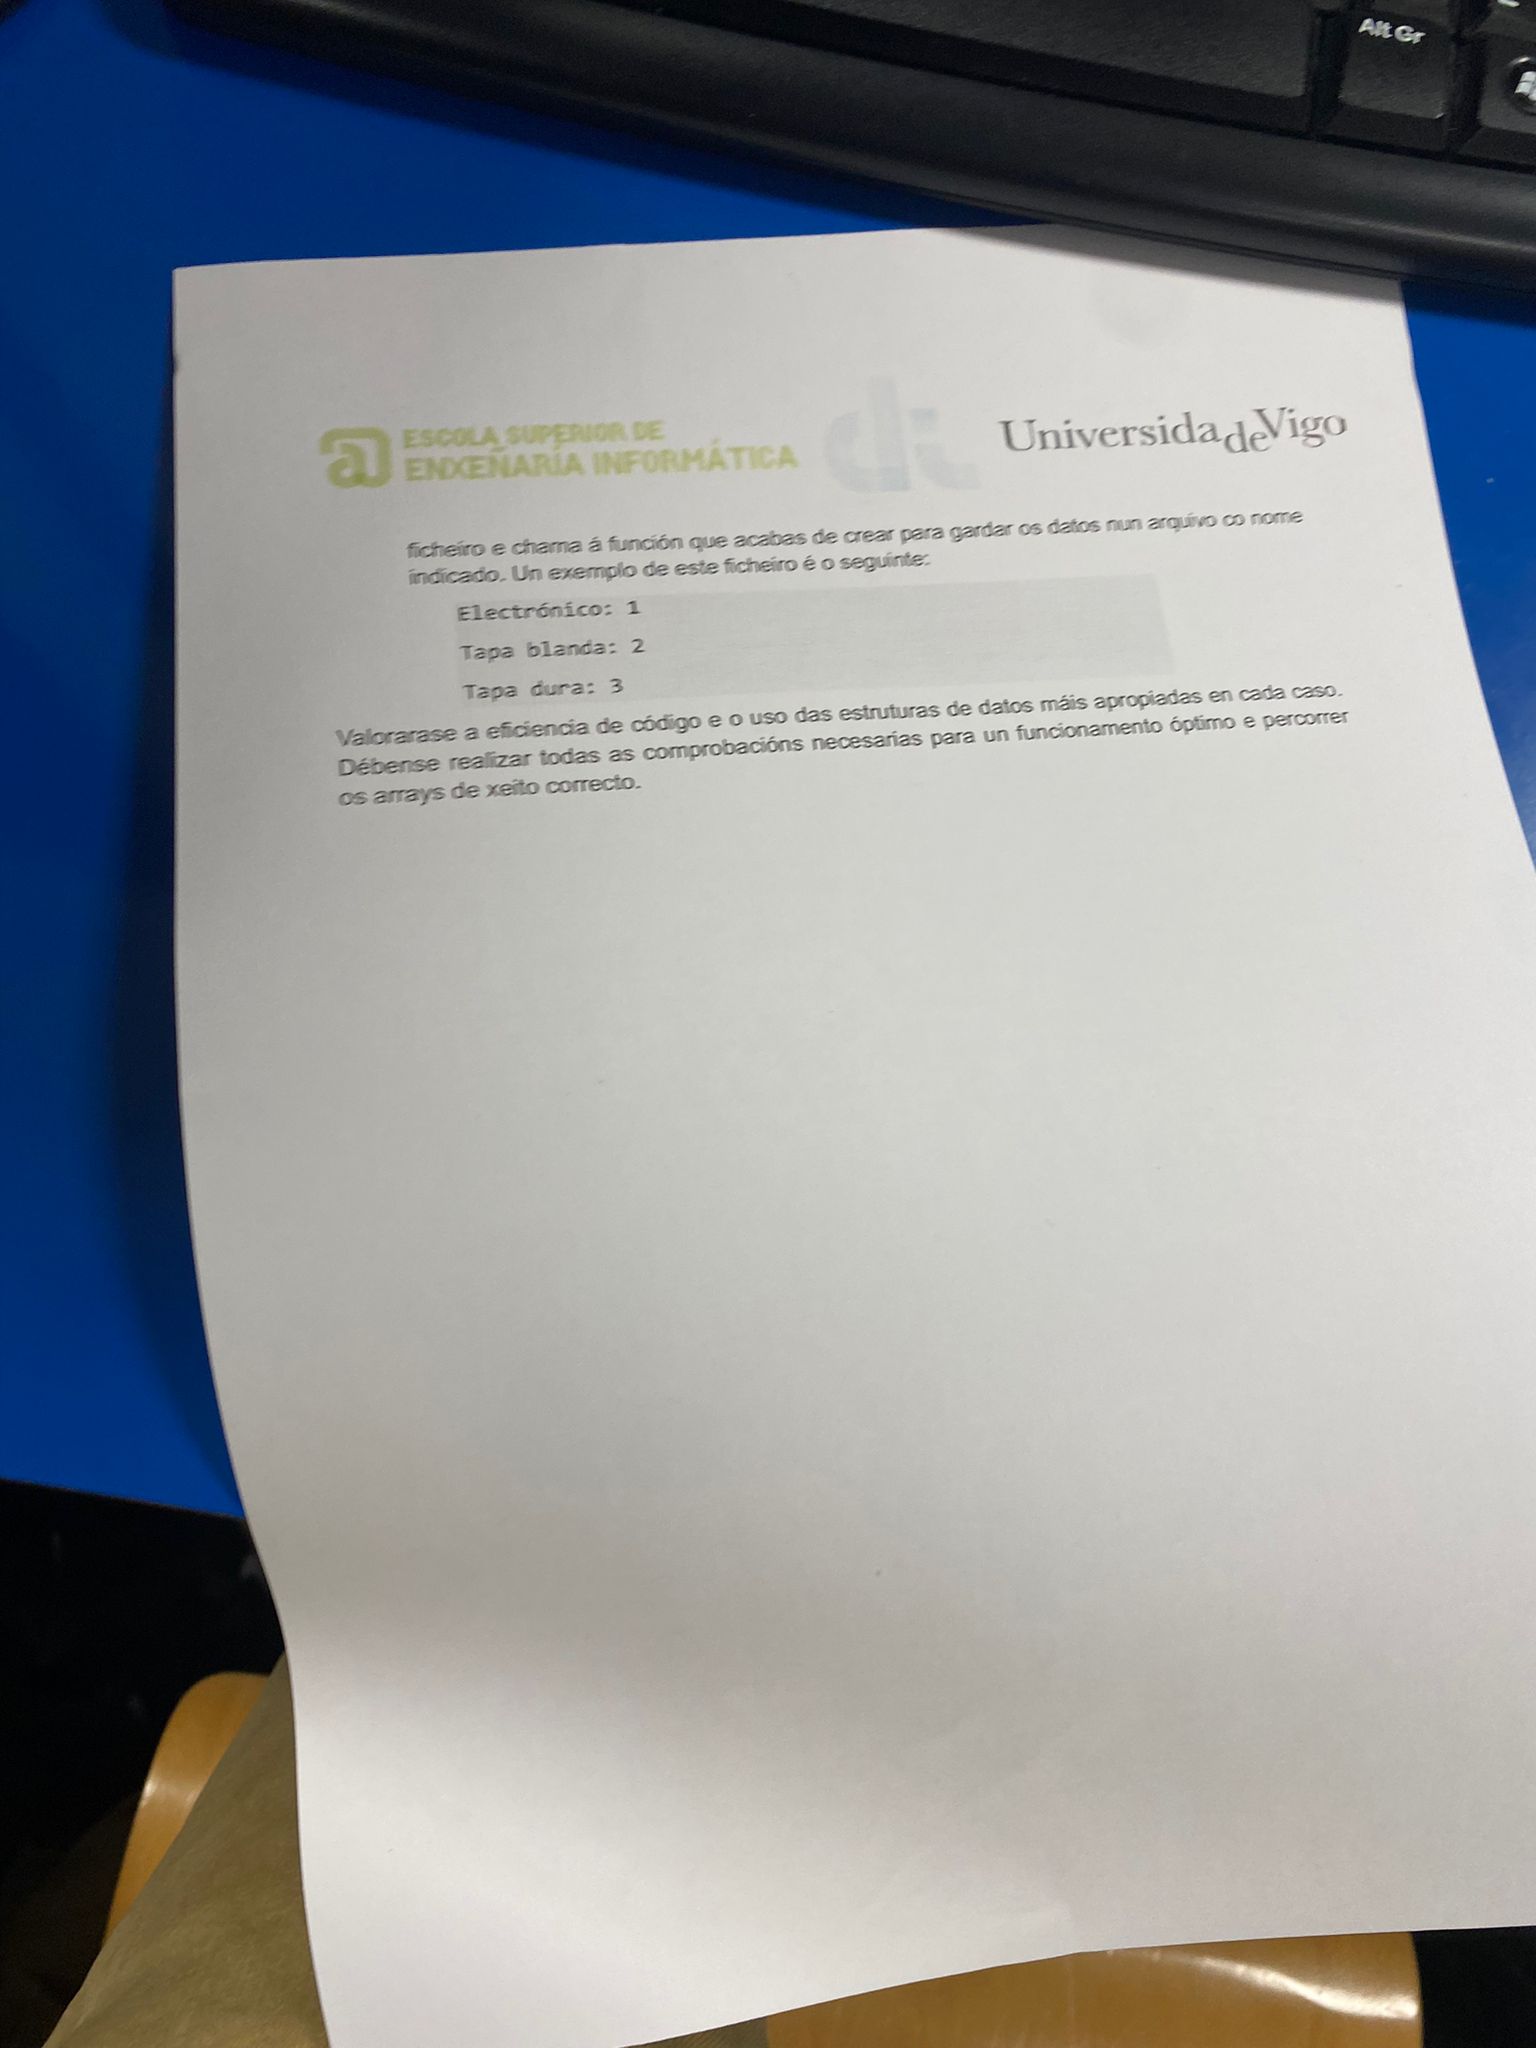 Alt Gr
ESCOLA SUPERIOR DE
ENXEÑARÍA INFORMÁTICA
di
UniversidadeVigo
ficheiro e chama á función que acabas de crear para gardar os datos nun arquivo co nome
indicado. Un exemplo de este ficheiro é o seguinte:
Electrónico: 1
Tapa blanda: 2
Tapa dura: 3
Valorarase a eficiencia de código e o uso das estruturas de datos máis apropiadas en cada caso.
Débense realizar todas as comprobacións necesarias para un funcionamento óptimo e percorrer
os arrays de xeito correcto.